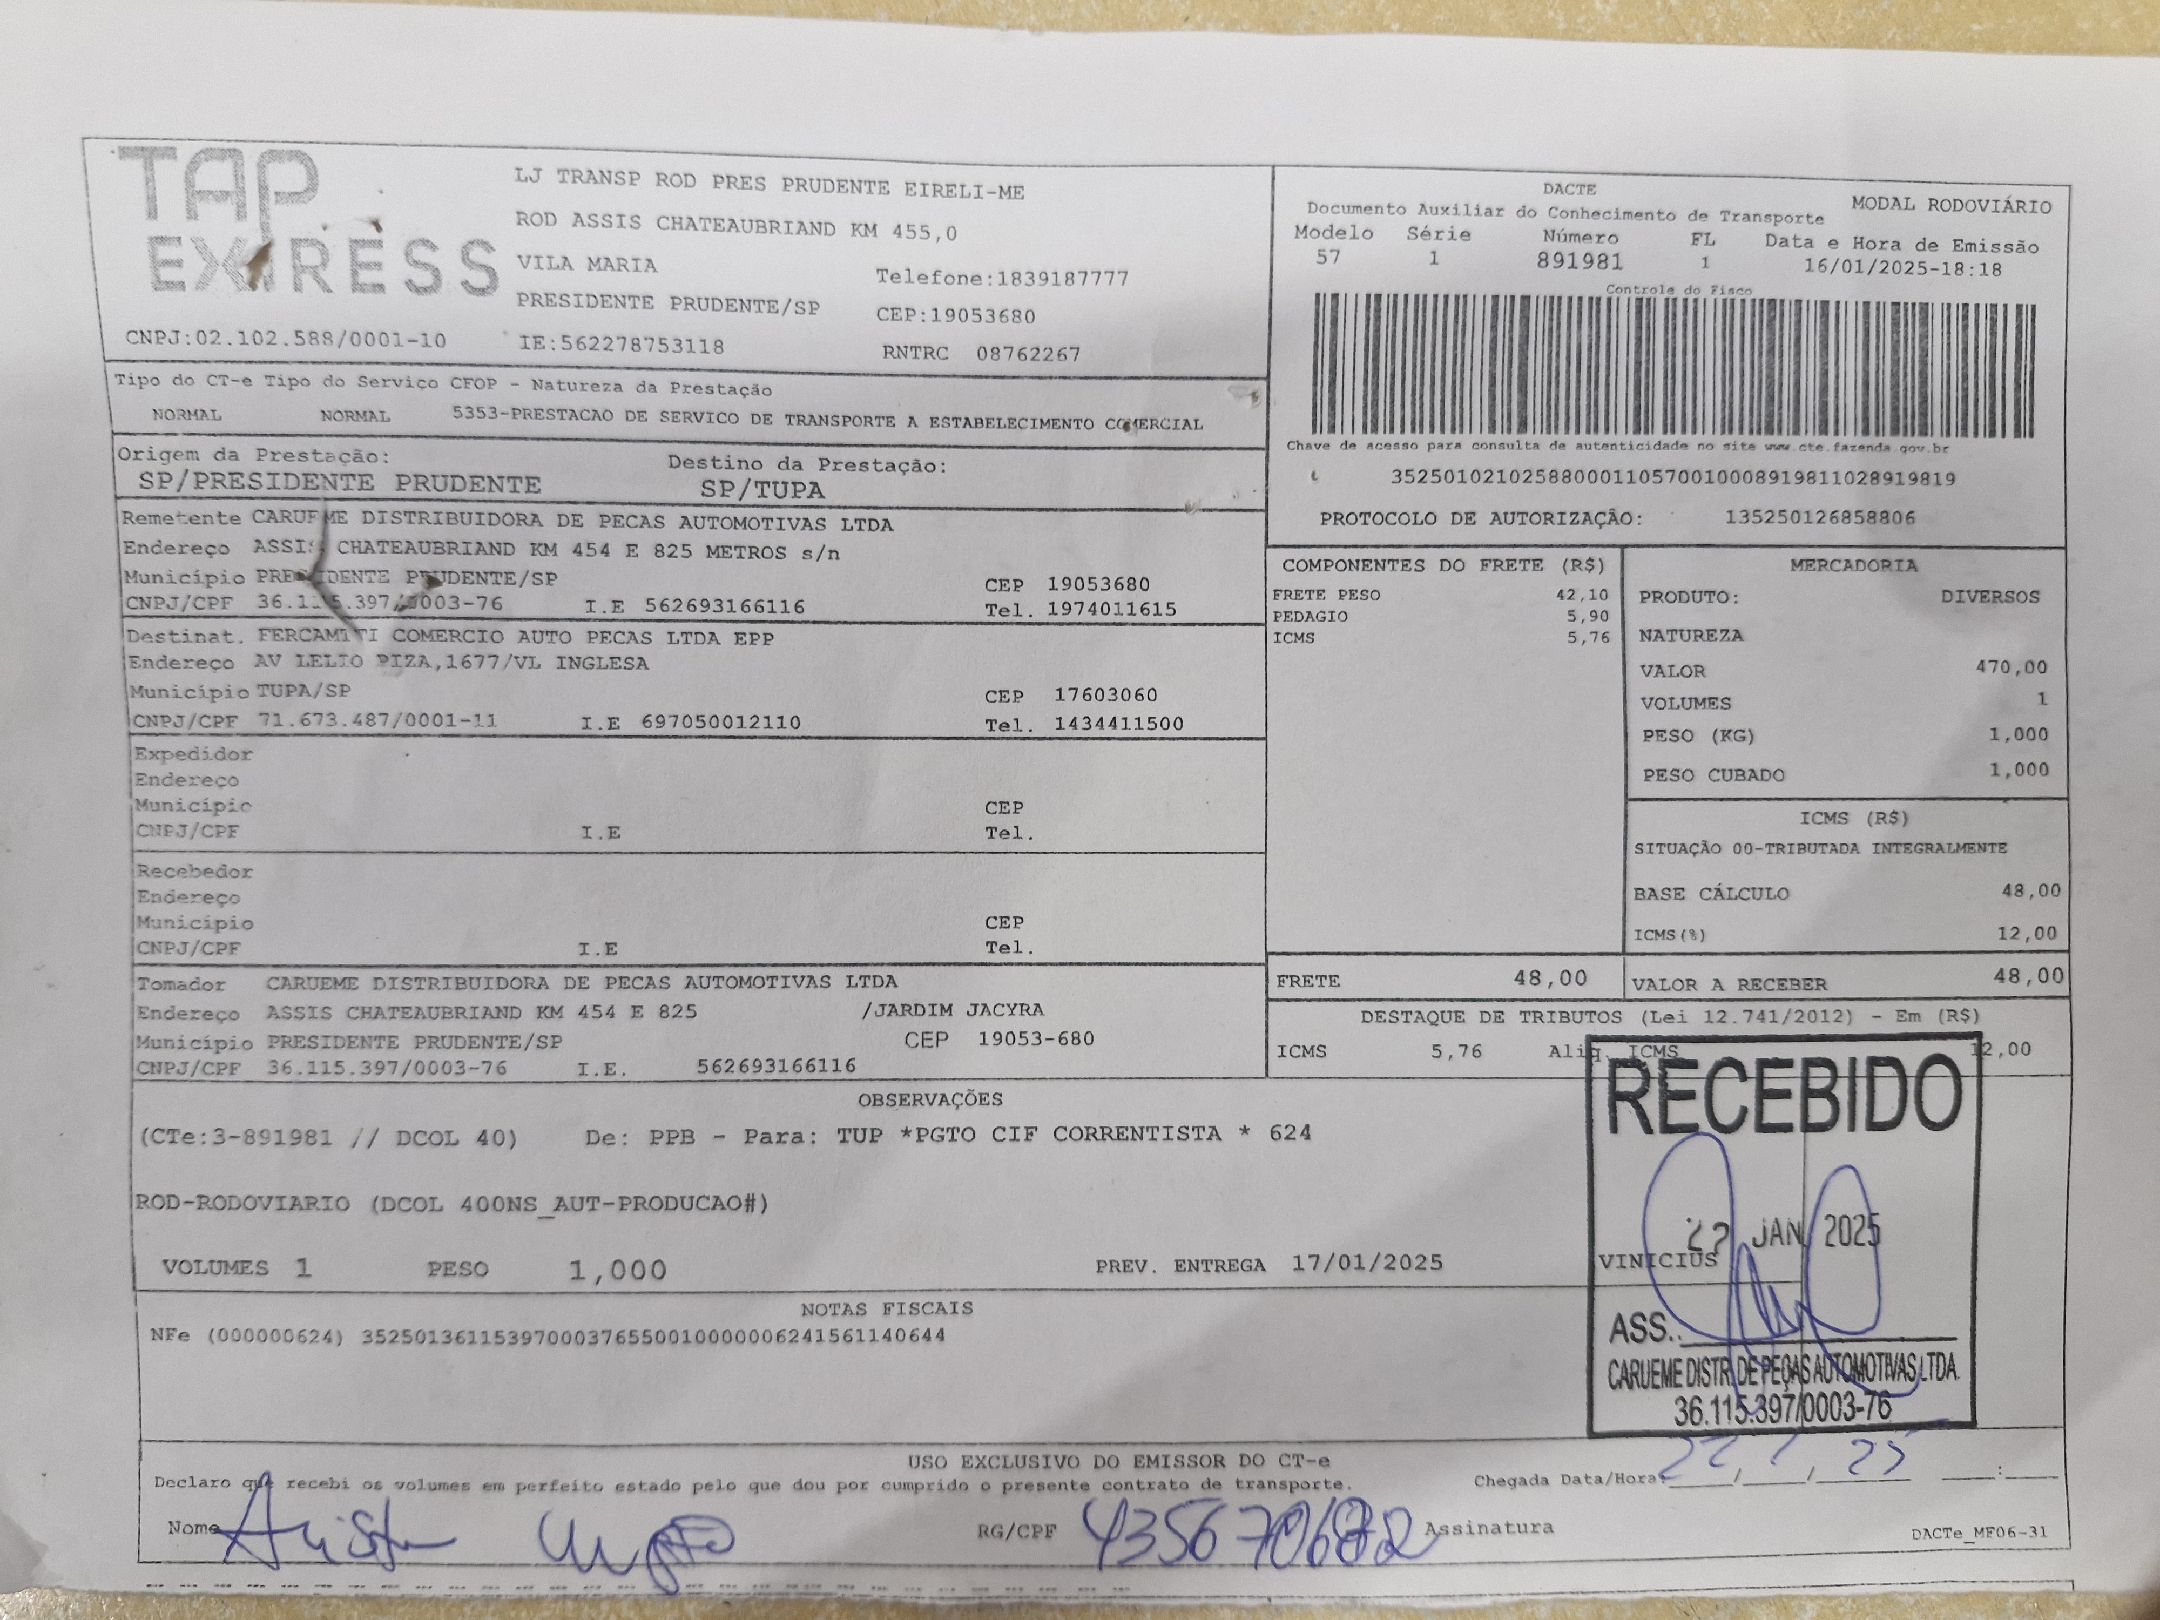 TAP
EXPRESS
LJ TRANSP ROD PRES PRUDENTE EIRELI-ME
ROD ASSIS CHATEAUBRIAND KM 455,0
VILA MARIA
Telefone:1839187777
PRESIDENTE PRUDENTE/SP
CEP:19053680
CNPJ:02.102.588/0001-10
IE:562278753118
RNTRC 08762267
DACTE
MODAL RODOVIÁRIO
Documento Auxiliar do Conhecimento de Transporte
Modelo Série Número FL Data e Hora de Emissão
57 1 891981 1 16/01/2025-18:18
Controle do Fisco
Chave de acesso para consulta de autenticidade no site www.cte.fazenda.gov.br
35250102102588000110570010008919811028919819
PROTOCOLO DE AUTORIZAÇÃO: 135250126858806
Tipo do CT-e Tipo do Serviço CFOP - Natureza da Prestação
NORMAL NORMAL 5353-PRESTACAO DE SERVICO DE TRANSPORTE A ESTABELECIMENTO COMERCIAL
Origem da Prestação: Destino da Prestação:
SP/PRESIDENTE PRUDENTE SP/TUPA
Remetente CARUEME DISTRIBUIDORA DE PECAS AUTOMOTIVAS LTDA
Endereço ASSIS CHATEAUBRIAND KM 454 E 825 METROS s/n
Município PRESIDENTE PRUDENTE/SP CEP 19053680
CNPJ/CPF 36.115.397/0003-76 I.E 562693166116 Tel. 1974011615
Destinat. FERCAMITI COMERCIO AUTO PECAS LTDA EPP
Endereço AV LELIO PIZA,1677/VL INGLESA
Município TUPA/SP CEP 17603060
CNPJ/CPF 71.673.487/0001-11 I.E 697050012110 Tel. 1434411500
Expedidor
Endereço
Município CEP
CNPJ/CPF I.E Tel.
Recebedor
Endereço
Município CEP
CNPJ/CPF I.E Tel.
Tomador CARUEME DISTRIBUIDORA DE PECAS AUTOMOTIVAS LTDA
Endereço ASSIS CHATEAUBRIAND KM 454 E 825 /JARDIM JACYRA
Município PRESIDENTE PRUDENTE/SP CEP 19053-680
CNPJ/CPF 36.115.397/0003-76 I.E. 562693166116
COMPONENTES DO FRETE (R$)
FRETE PESO 42,10
PEDAGIO 5,90
ICMS 5,76
MERCADORIA
PRODUTO: DIVERSOS
NATUREZA
VALOR 470,00
VOLUMES 1
PESO (KG) 1,000
PESO CUBADO 1,000
ICMS (R$)
SITUAÇÃO 00-TRIBUTADA INTEGRALMENTE
BASE CÁLCULO 48,00
ICMS(%) 12,00
FRETE 48,00 VALOR A RECEBER 48,00
DESTAQUE DE TRIBUTOS (Lei 12.741/2012) - Em (R$)
ICMS 5,76 Aliq. ICMS 12,00
OBSERVAÇÕES
(CTe:3-891981 // DCOL 40) De: PPB - Para: TUP *PGTO CIF CORRENTISTA * 624
ROD-RODOVIARIO (DCOL 400NS_AUT-PRODUCAO#)
VOLUMES 1 PESO 1,000 PREV. ENTREGA 17/01/2025
VINICIUS
RECEBIDO
JAN 2025
ASS.
CARUEME DISTR. DE PEÇAS AUTOMOTIVAS LTDA.
36.115.397/0003-76
NOTAS FISCAIS
NFe (000000624) 35250136115397000376550010000006241561140644
USO EXCLUSIVO DO EMISSOR DO CT-e
Declaro que recebi os volumes em perfeito estado pelo que dou por cumprido o presente contrato de transporte.
Chegada Data/Hora: 22/1/25 :
Nome RG/CPF Assinatura
DACTe_MF06-31